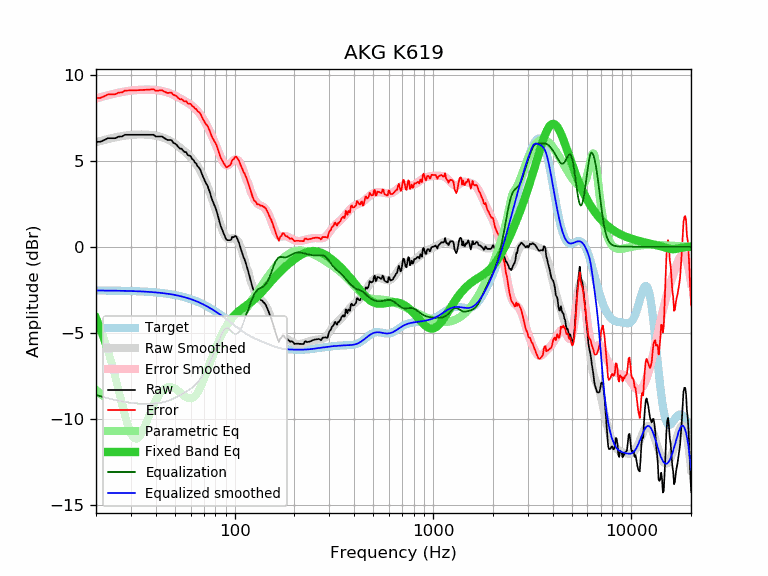 AKG K619
Amplitude (dBr)
10
5
0
−5
−10
−15
Target
Raw Smoothed
Error Smoothed
Raw
Error
Parametric Eq
Fixed Band Eq
Equalization
Equalized smoothed
100
1000
10000
Frequency (Hz)